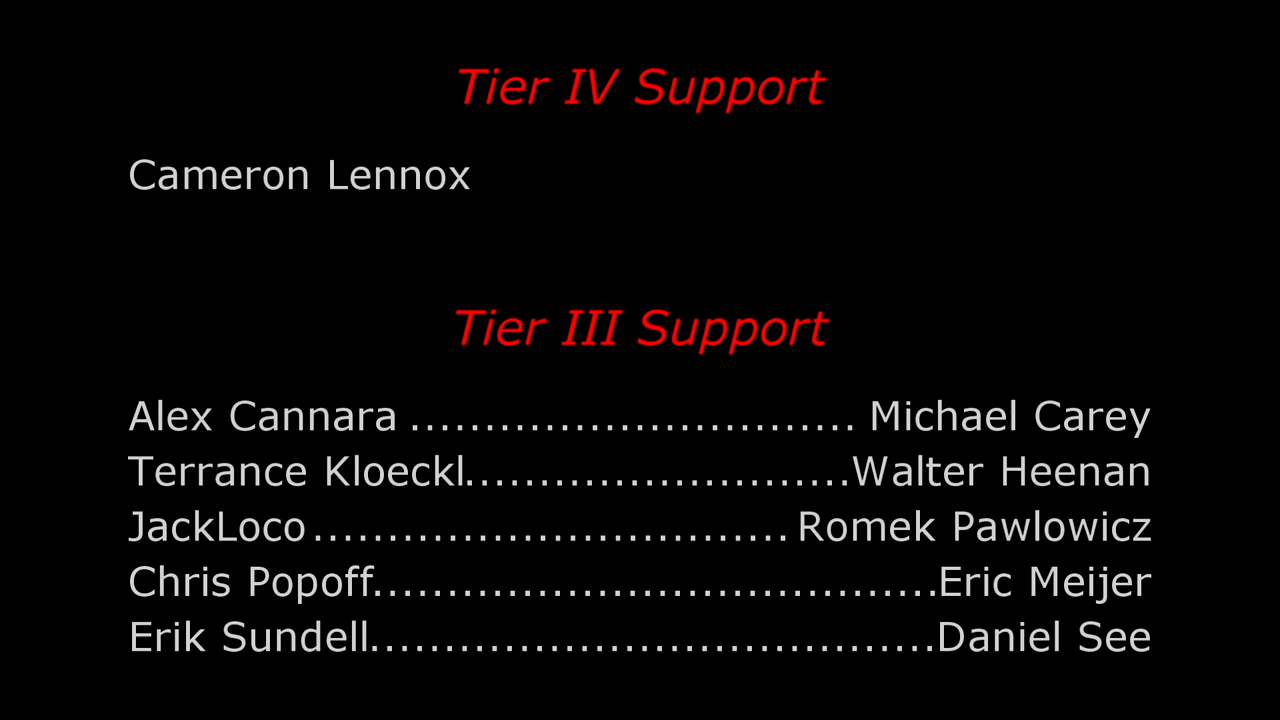 Tier IV Support
Cameron Lennox
Tier III Support
Alex Cannara .............................. Michael Carey
Terrance Kloeckl..........................Walter Heenan
JackLoco ................................ Romek Pawlowicz
Chris Popoff......................................Eric Meijer
Erik Sundell......................................Daniel See